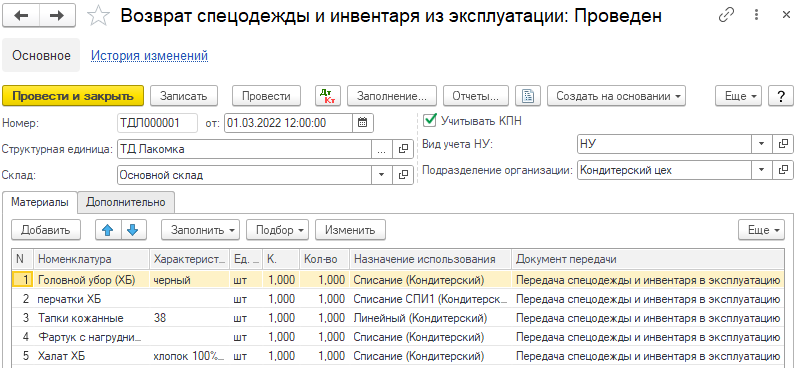 Возврат спецодежды и инвентаря из эксплуатации: Проведен
Основное История изменений
Провести и закрыть Записать Провести Дт Кт Заполнение... Отчеты... Создать на основании Еще ?
Номер: ТДЛ000001 от: 01.03.2022 12:00:00 Учитывать КПН
Структурная единица: ТД Лакомка ... Вид учета НУ: НУ
Склад: Основной склад Подразделение организации: Кондитерский цех
Материалы Дополнительно
Добавить Заполнить Подбор Изменить Еще
N Номенклатура Характерист... Ед. ... К. Кол-во Назначение использования Документ передачи
1 Головной убор (ХБ) черный шт 1,000 1,000 Списание (Кондитерский) Передача спецодежды и инвентаря в эксплуатацию
2 перчатки ХБ шт 1,000 1,000 Списание СПИ1 (Кондитерск... Передача спецодежды и инвентаря в эксплуатацию
3 Тапки кожанные 38 шт 1,000 1,000 Линейный (Кондитерский) Передача спецодежды и инвентаря в эксплуатацию
4 Фартук с нагрудни... шт 1,000 1,000 Списание (Кондитерский) Передача спецодежды и инвентаря в эксплуатацию
5 Халат ХБ хлопок 100%... шт 1,000 1,000 Списание (Кондитерский) Передача спецодежды и инвентаря в эксплуатацию